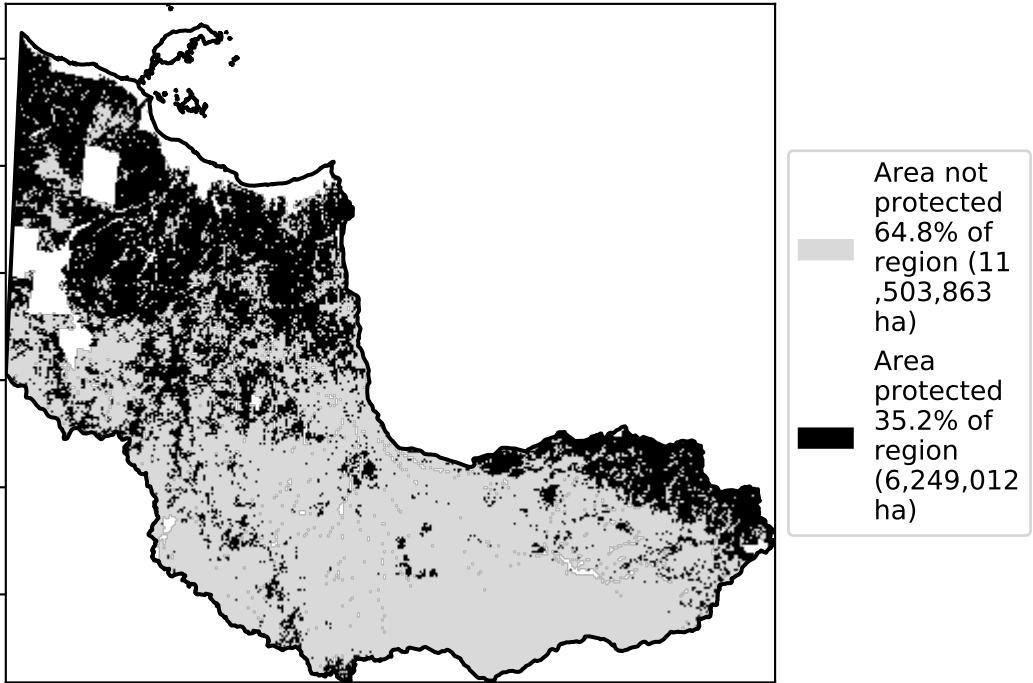 Area not
protected
64.8% of
region (11
,503,863
ha)
Area
protected
35.2% of
region
(6,249,012
ha)